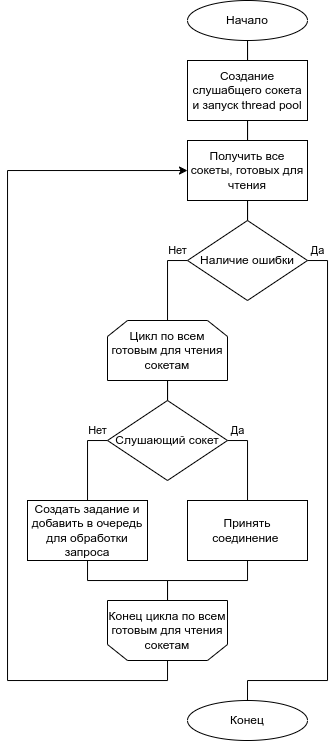 Начало
Создание
слушабщего сокета
и запуск thread pool
Получить все
сокеты, готовых для
чтения
Наличие ошибки
Нет
Да
Цикл по всем
готовым для чтения
сокетам
Слушающий сокет
Нет
Да
Создать задание и
добавить в очередь
для обработки
запроса
Принять
соединение
Конец цикла по всем
готовым для чтения
сокетам
Конец